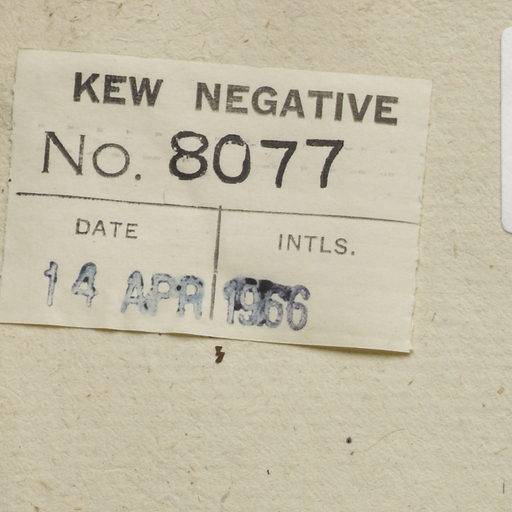 KEW NEGATIVE
No. 8077
DATE INTLS.
14 APR 1966